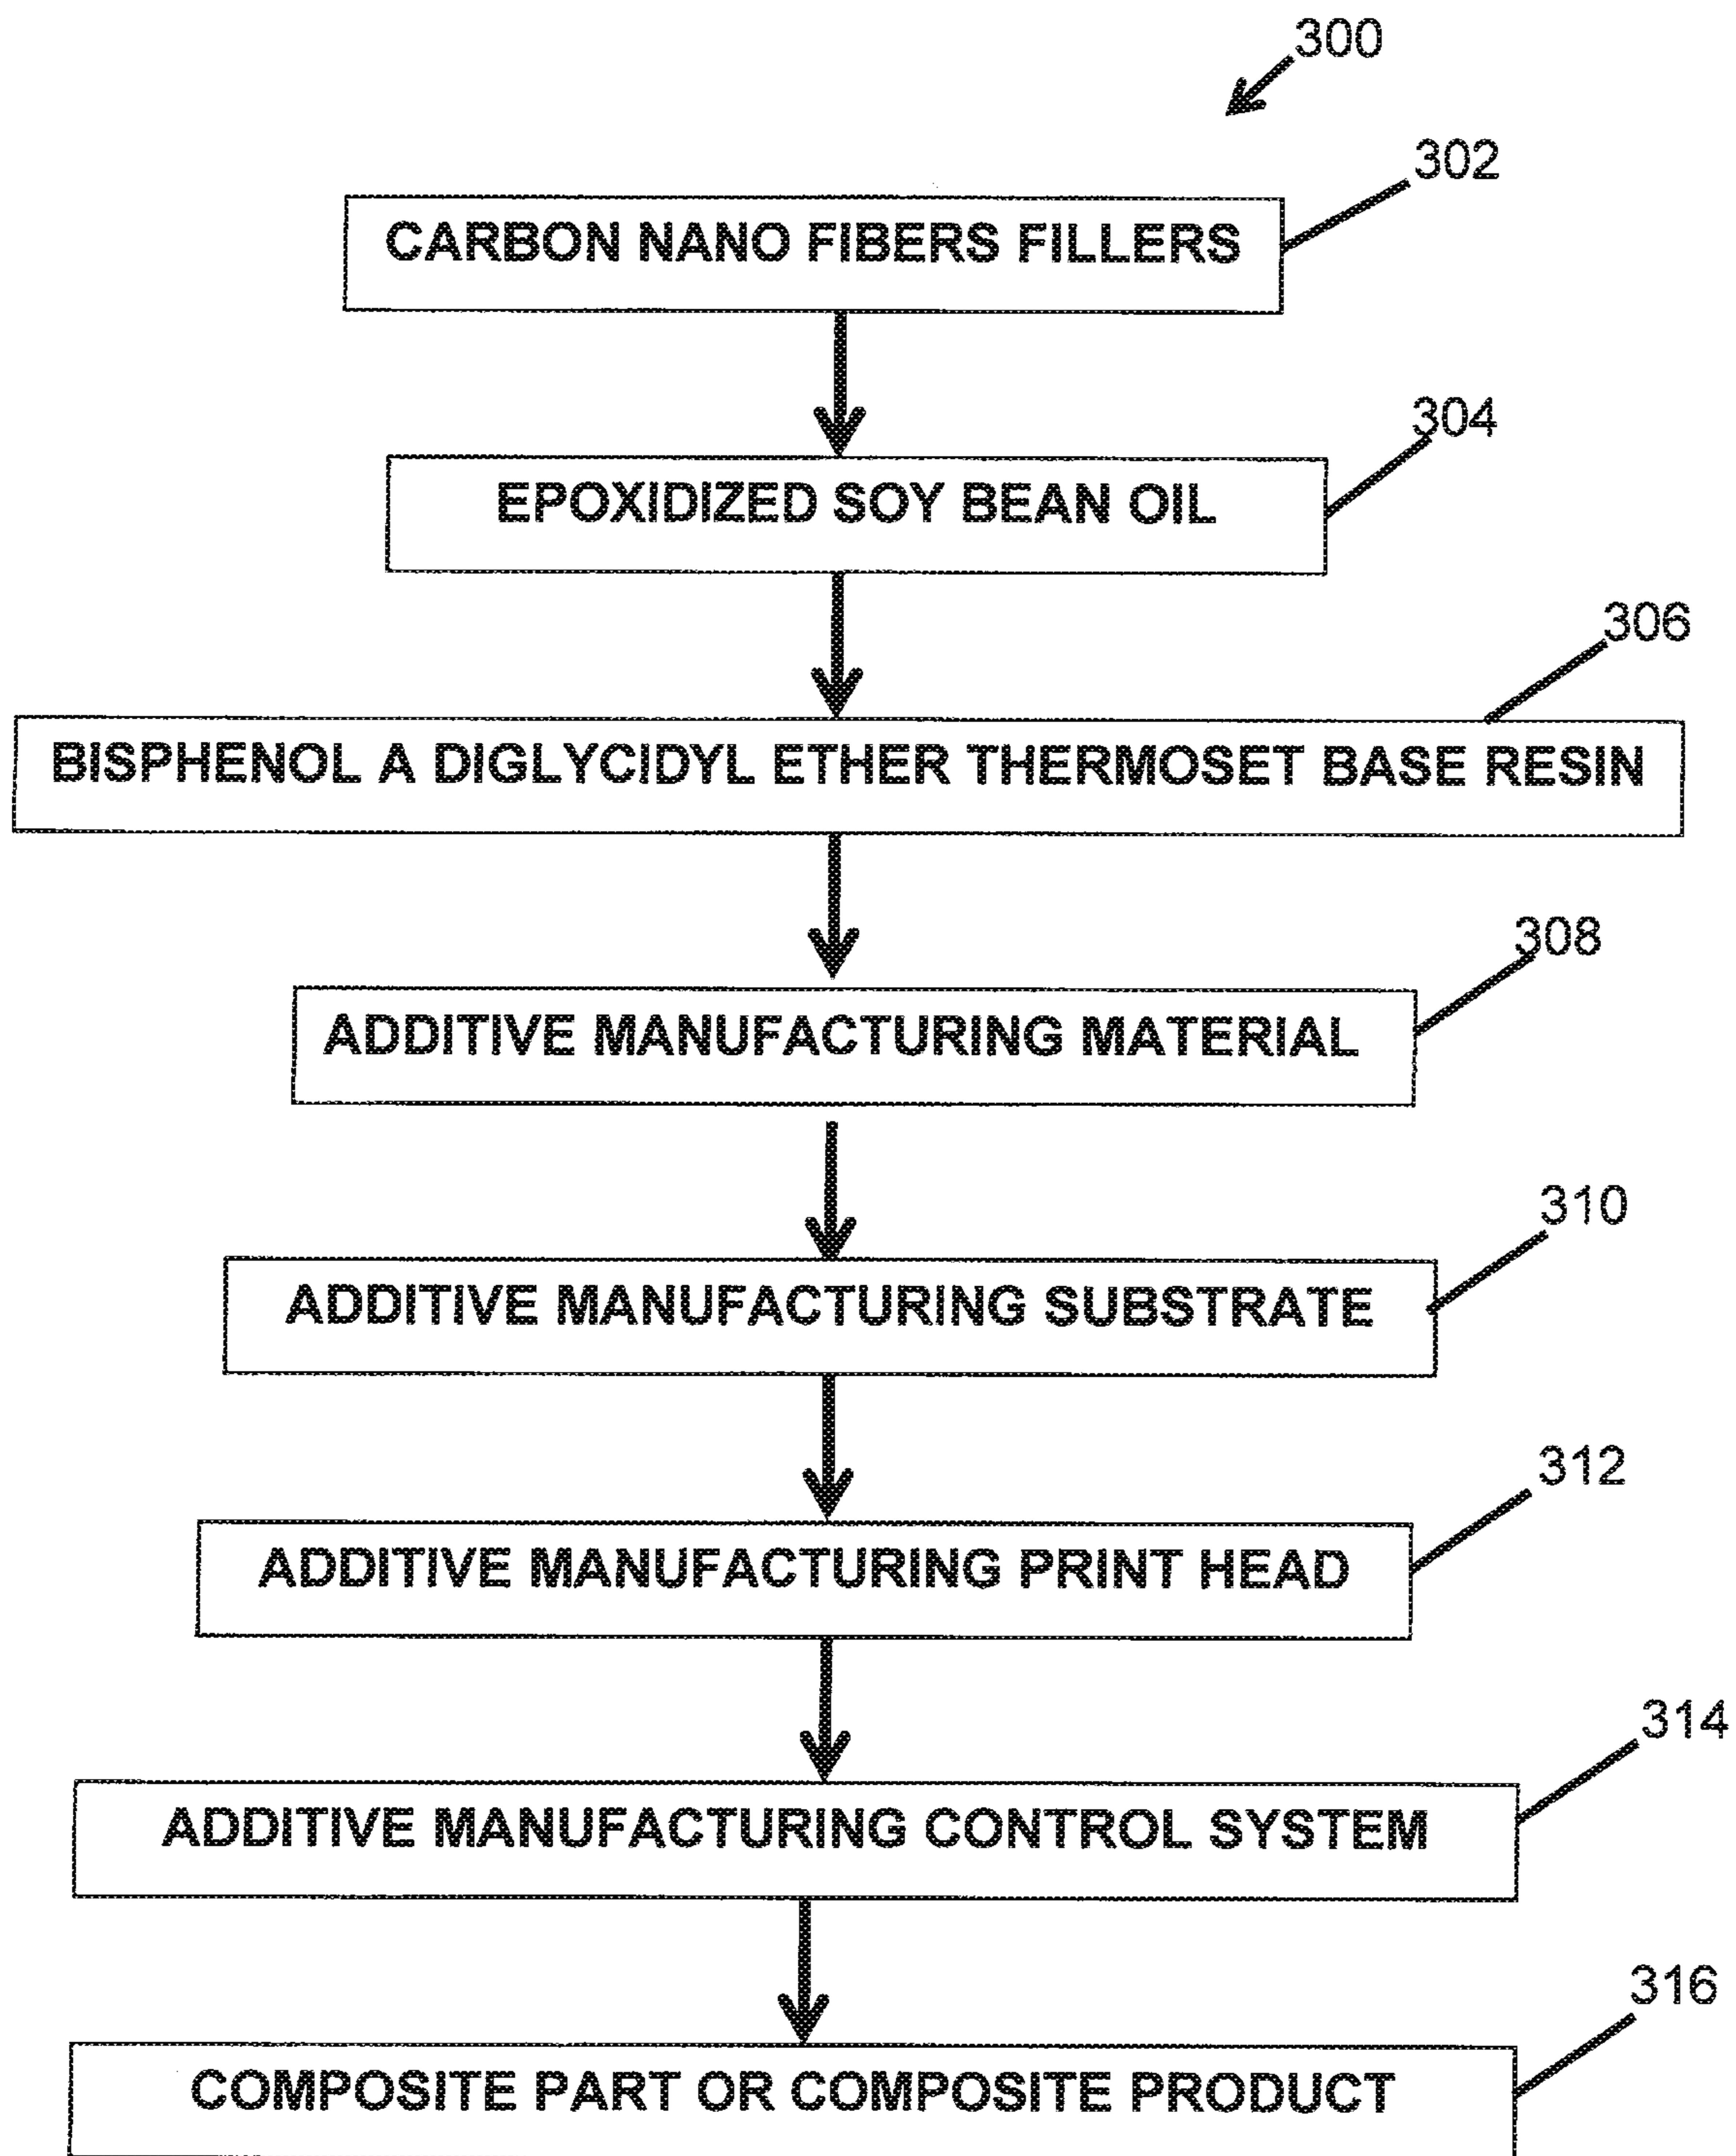 300
302
CARBON NANO FIBERS FILLERS
304
EPOXIDIZED SOY BEAN OIL
306
BISPHENOL A DIGLYCIDYL ETHER THERMOSET BASE RESIN
308
ADDITIVE MANUFACTURING MATERIAL
310
ADDITIVE MANUFACTURING SUBSTRATE
312
ADDITIVE MANUFACTURING PRINT HEAD
314
ADDITIVE MANUFACTURING CONTROL SYSTEM
316
COMPOSITE PART OR COMPOSITE PRODUCT